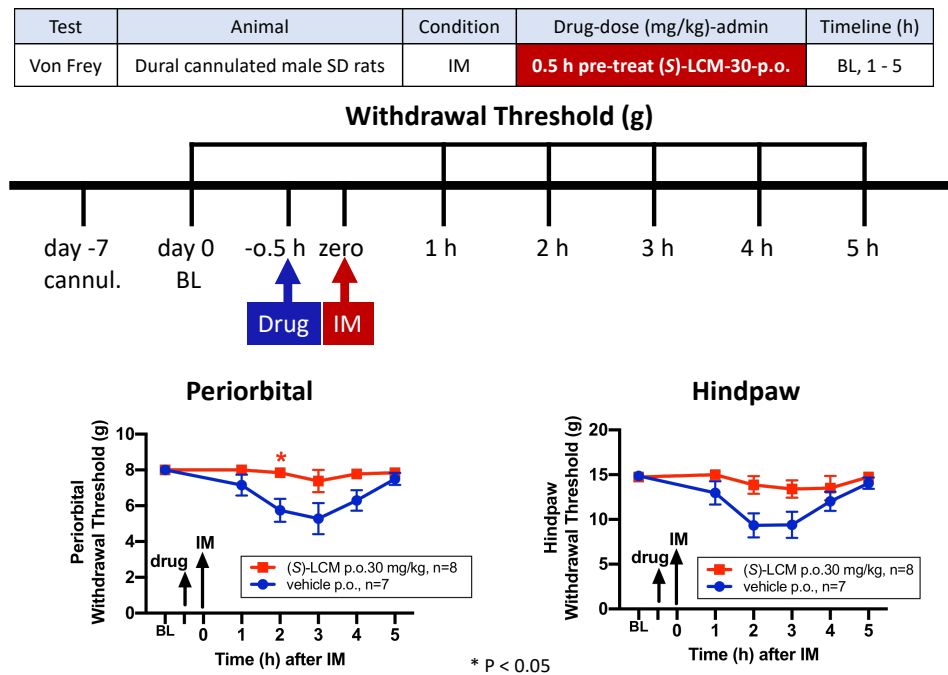 Test Animal Condition Drug-dose (mg/kg)-admin Timeline (h)
Von Frey Dural cannulated male SD rats IM 0.5 h pre-treat (S)-LCM-30-p.o. BL, 1 - 5
Withdrawal Threshold (g)
day -7 day 0 -o.5 h zero 1 h 2 h 3 h 4 h 5 h
cannul. BL
Drug IM
Periorbital
Periorbital
Withdrawal Threshold (g)
10
8
6
4
2
0
*
IM
drug
(S)-LCM p.o.30 mg/kg, n=8
vehicle p.o., n=7
BL 0 1 2 3 4 5
Time (h) after IM
Hindpaw
Hindpaw
Withdrawal Threshold (g)
20
15
10
5
0
IM
drug
(S)-LCM p.o.30 mg/kg, n=8
vehicle p.o., n=7
BL 0 1 2 3 4 5
Time (h) after IM
* P < 0.05